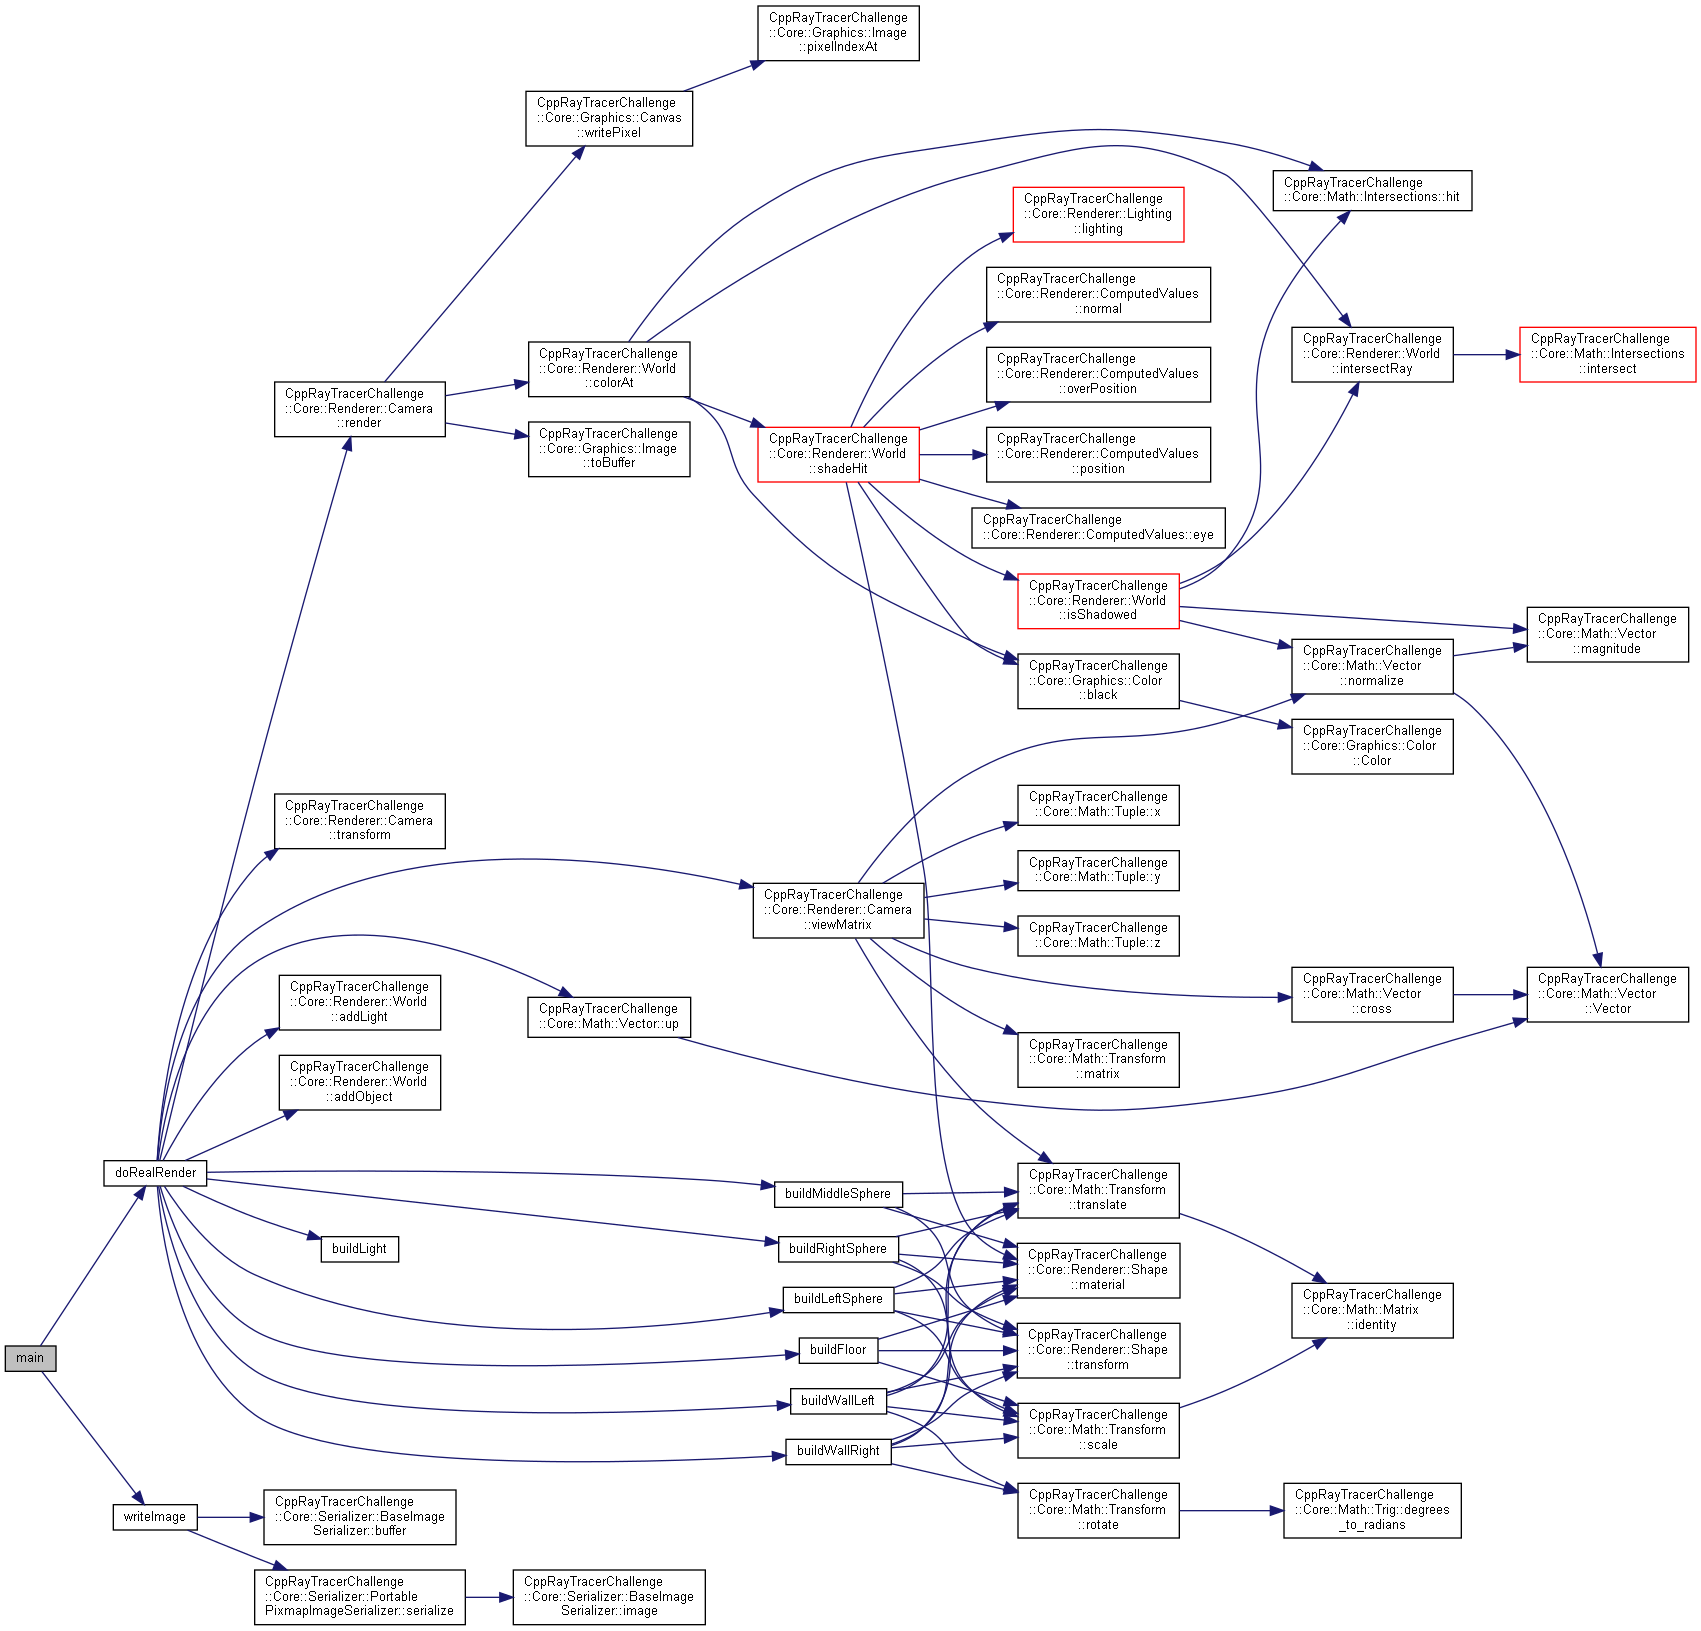 CppRayTracerChallenge
::Core::Graphics::Image
::pixelIndexAt
CppRayTracerChallenge
::Core::Graphics::Canvas
::writePixel
CppRayTracerChallenge
::Core::Math::Intersections::hit
CppRayTracerChallenge
::Core::Renderer::Lighting
::lighting
CppRayTracerChallenge
::Core::Renderer::ComputedValues
::normal
CppRayTracerChallenge
::Core::Renderer::World
::intersectRay
CppRayTracerChallenge
::Core::Math::Intersections
::intersect
CppRayTracerChallenge
::Core::Renderer::World
::colorAt
CppRayTracerChallenge
::Core::Renderer::ComputedValues
::overPosition
CppRayTracerChallenge
::Core::Renderer::Camera
::render
CppRayTracerChallenge
::Core::Graphics::Image
::toBuffer
CppRayTracerChallenge
::Core::Renderer::World
::shadeHit
CppRayTracerChallenge
::Core::Renderer::ComputedValues
::position
CppRayTracerChallenge
::Core::Renderer::ComputedValues::eye
CppRayTracerChallenge
::Core::Renderer::World
::isShadowed
CppRayTracerChallenge
::Core::Math::Vector
::magnitude
CppRayTracerChallenge
::Core::Math::Vector
::normalize
CppRayTracerChallenge
::Core::Graphics::Color
::black
CppRayTracerChallenge
::Core::Graphics::Color
::Color
CppRayTracerChallenge
::Core::Math::Tuple::x
CppRayTracerChallenge
::Core::Renderer::Camera
::transform
CppRayTracerChallenge
::Core::Math::Tuple::y
CppRayTracerChallenge
::Core::Renderer::Camera
::viewMatrix
CppRayTracerChallenge
::Core::Math::Tuple::z
CppRayTracerChallenge
::Core::Renderer::World
::addLight
CppRayTracerChallenge
::Core::Math::Vector::up
CppRayTracerChallenge
::Core::Math::Vector
::cross
CppRayTracerChallenge
::Core::Math::Vector
::Vector
CppRayTracerChallenge
::Core::Math::Transform
::matrix
CppRayTracerChallenge
::Core::Renderer::World
::addObject
doRealRender
buildMiddleSphere
CppRayTracerChallenge
::Core::Math::Transform
::translate
buildLight
buildRightSphere
CppRayTracerChallenge
::Core::Renderer::Shape
::material
buildLeftSphere
CppRayTracerChallenge
::Core::Math::Matrix
::identity
main
buildFloor
CppRayTracerChallenge
::Core::Renderer::Shape
::transform
buildWallLeft
CppRayTracerChallenge
::Core::Math::Transform
::scale
buildWallRight
writeImage
CppRayTracerChallenge
::Core::Serializer::BaseImage
Serializer::buffer
CppRayTracerChallenge
::Core::Math::Transform
::rotate
CppRayTracerChallenge
::Core::Math::Trig::degrees
_to_radians
CppRayTracerChallenge
::Core::Serializer::Portable
PixmapImageSerializer::serialize
CppRayTracerChallenge
::Core::Serializer::BaseImage
Serializer::image